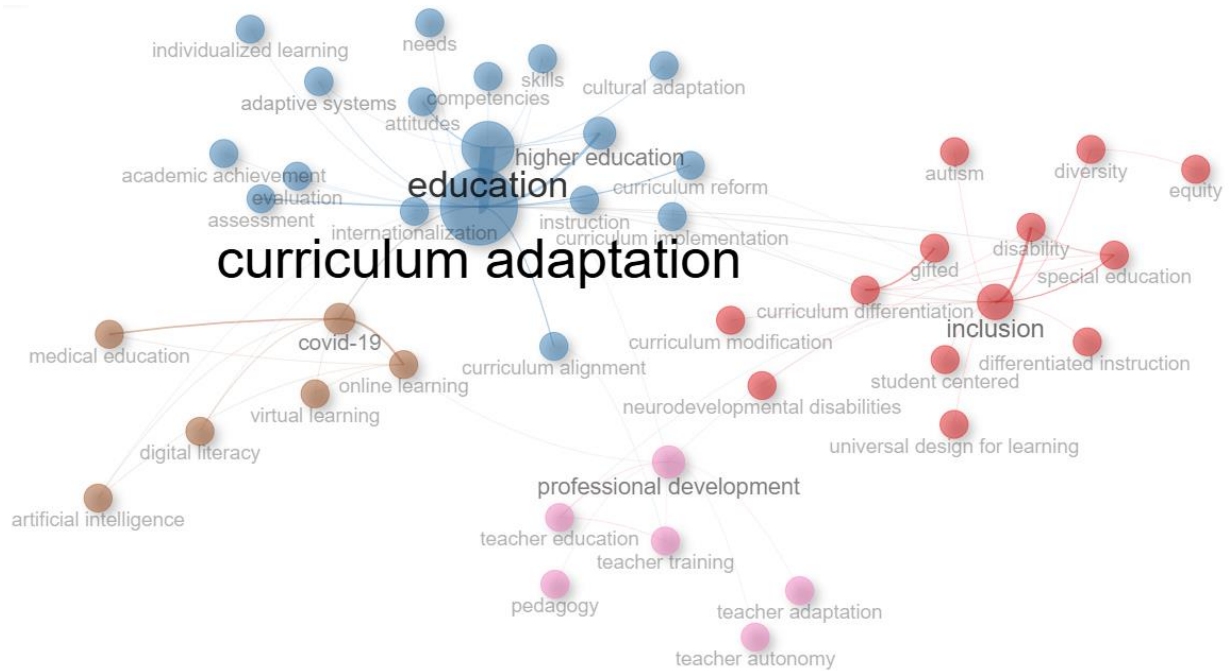 individualized learning
needs
skills
cultural adaptation
adaptive systems
competencies
attitudes
higher education
academic achievement
evaluation
education
curriculum reform
assessment
internationalization
instruction
curriculum implementation
curriculum adaptation
autism
diversity
equity
disability
gifted
special education
curriculum differentiation
inclusion
curriculum modification
differentiated instruction
student centered
neurodevelopmental disabilities
universal design for learning
medical education
covid-19
online learning
curriculum alignment
virtual learning
digital literacy
artificial intelligence
professional development
teacher education
teacher training
pedagogy
teacher adaptation
teacher autonomy